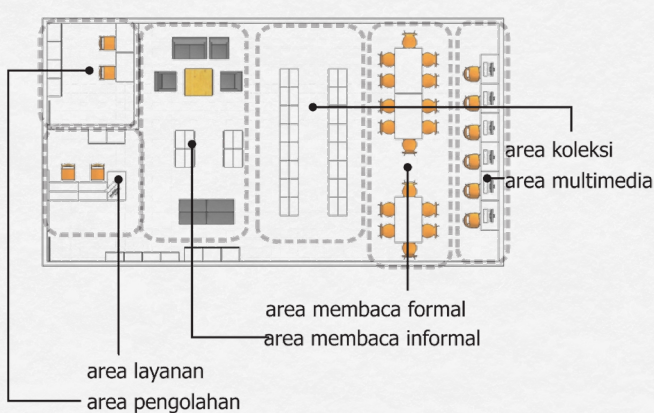 area koleksi
area multimedia
area membaca formal
area membaca informal
area layanan
area pengolahan